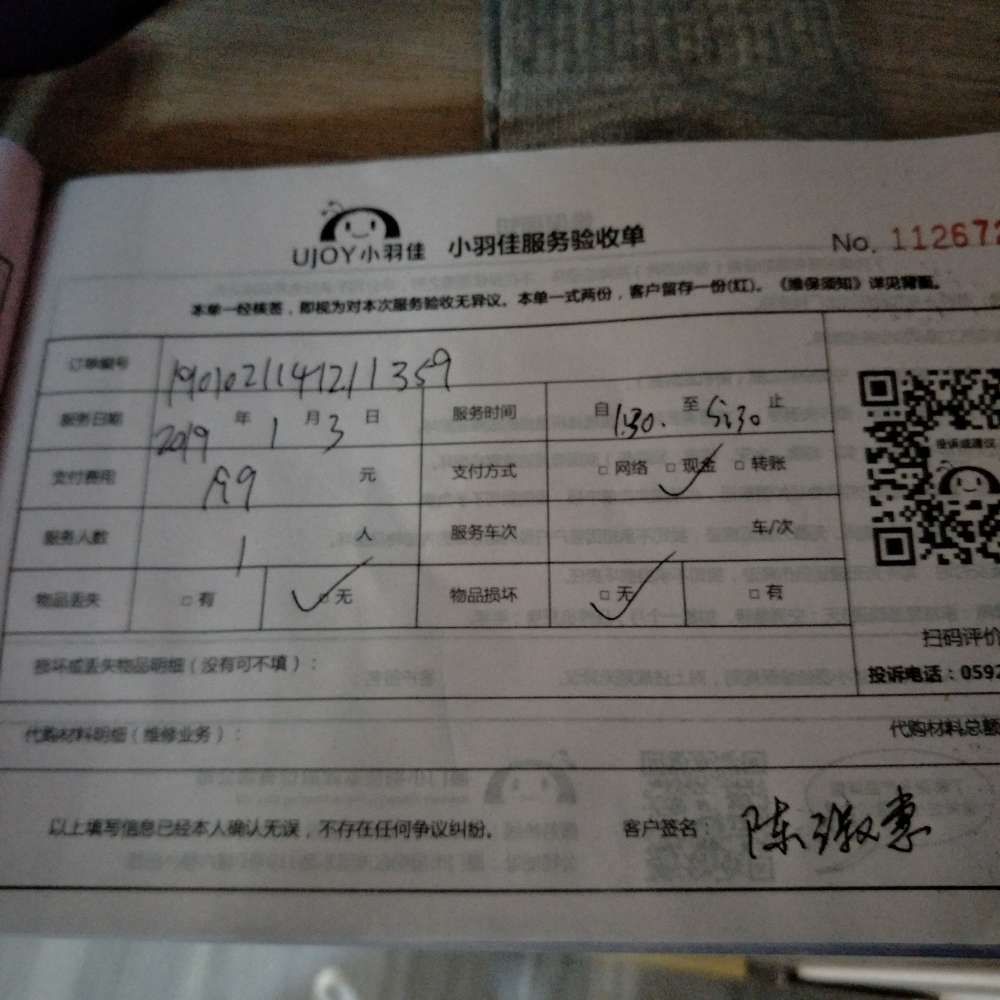 UJOY小羽佳 小羽佳服务验收单 No. 112672
本单一经核签，即视为对本次服务验收无异议。本单一式两份，客户留存一份(红)。《维保须知》详见背面。
订单编号 1901021141211359
服务日期 2019 年 1 月 3 日 服务时间 自 1:30. 至 5:30 止
支付费用 元 支付方式 □ 网络 □ 现金 □ 转账
投诉或建议
服务人数 1 人 服务车次 车/次
物品丢失 □ 有 □ 无 物品损坏 □ 无 □ 有
扫码评价
损坏或丢失物品明细（没有可不填）： 投诉电话：0592
代购材料明细（维修业务）： 代购材料总额
以上填写信息已经本人确认无误，不存在任何争议纠纷。 客户签名： 陈